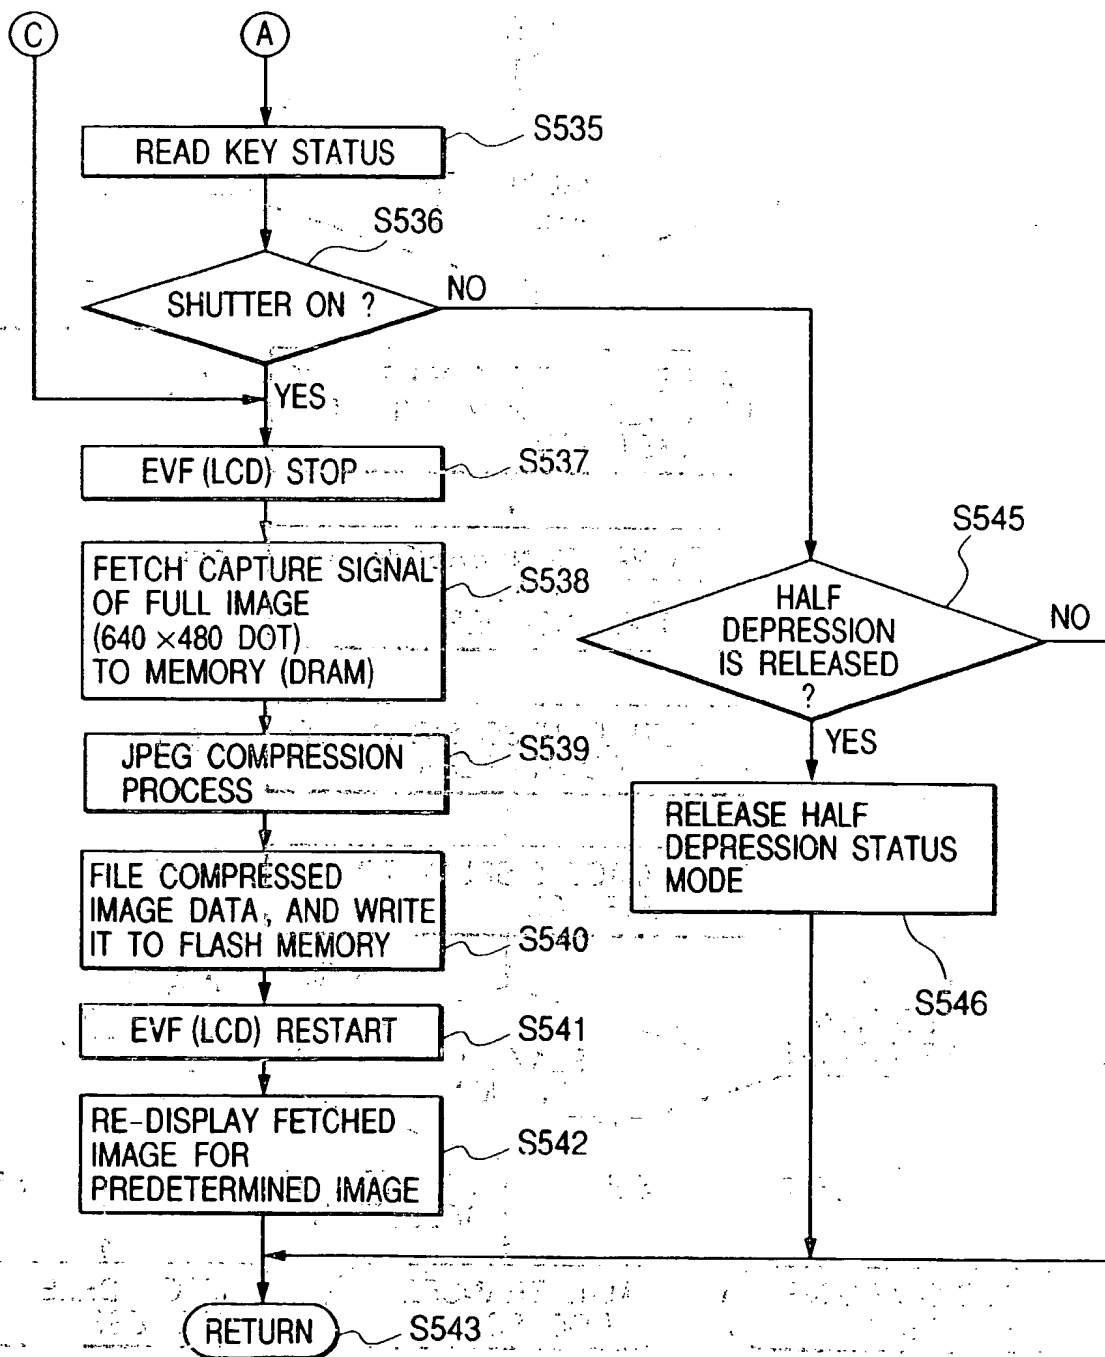 C
A
READ KEY STATUS
S535
S536
SHUTTER ON ?
NO
YES
EVF (LCD) STOP
S537
FETCH CAPTURE SIGNAL
OF FULL IMAGE
(640 ×480 DOT)
TO MEMORY (DRAM)
S538
S545
HALF
DEPRESSION
IS RELEASED
?
NO
YES
JPEG COMPRESSION
PROCESS
S539
RELEASE HALF
DEPRESSION STATUS
MODE
S546
FILE COMPRESSED
IMAGE DATA, AND WRITE
IT TO FLASH MEMORY
S540
EVF (LCD) RESTART
S541
RE-DISPLAY FETCHED
IMAGE FOR
PREDETERMINED IMAGE
S542
RETURN
S543